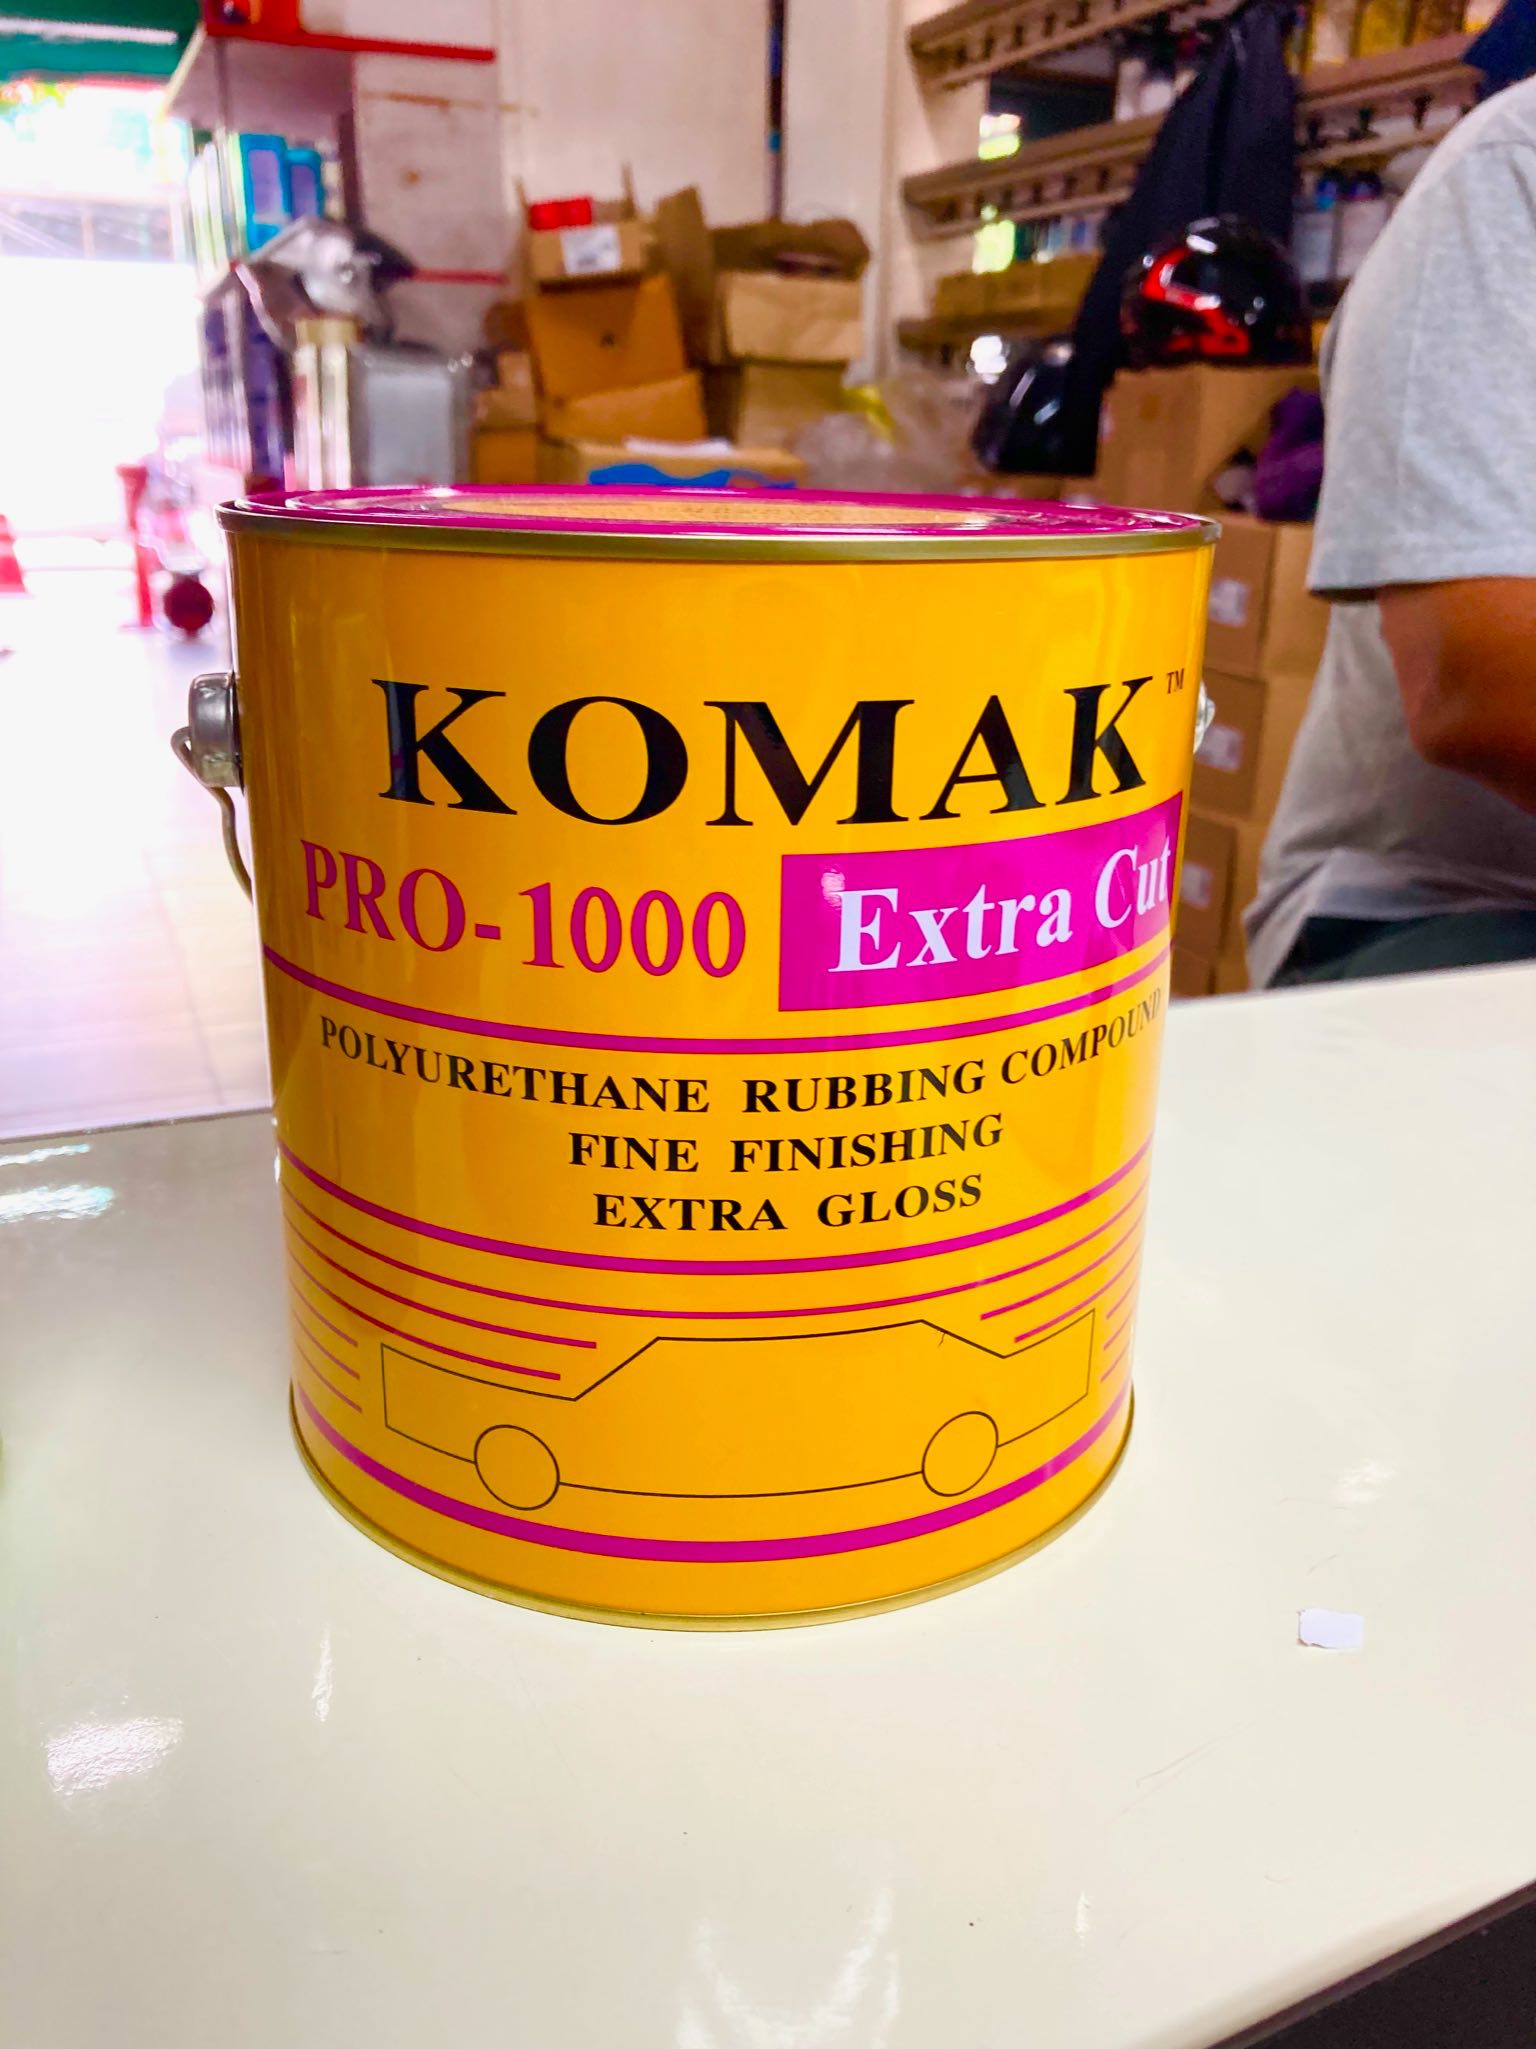 KOMAK™
PRO-1000 Extra Cut
POLYURETHANE RUBBING COMPOUND
FINE FINISHING
EXTRA GLOSS